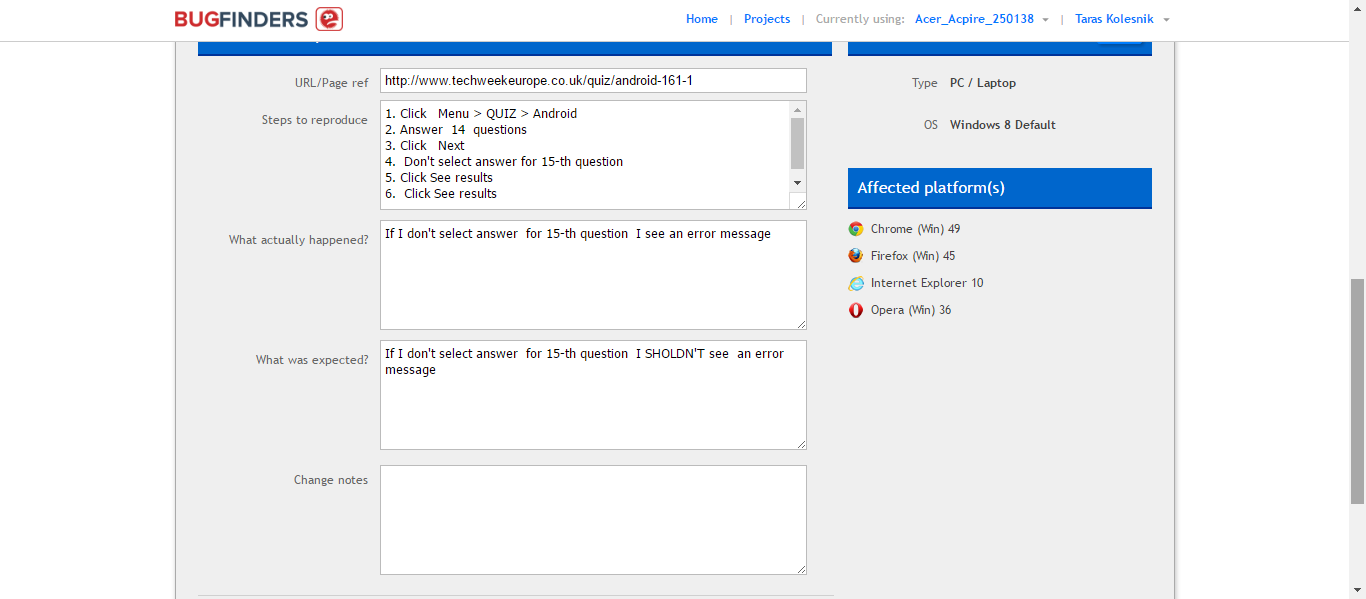 BUGFINDERS
Home | Projects | Currently using: Acer_Acpire_250138 | Taras Kolesnik
URL/Page ref
http://www.techweekeurope.co.uk/quiz/android-161-1
Steps to reproduce
1. Click Menu > QUIZ > Android
2. Answer 14 questions
3. Click Next
4. Don't select answer for 15-th question
5. Click See results
6. Click See results
What actually happened?
If I don't select answer for 15-th question I see an error message
What was expected?
If I don't select answer for 15-th question I SHOLDN'T see an error
message
Change notes
Type PC / Laptop
OS Windows 8 Default
Affected platform(s)
Chrome (Win) 49
Firefox (Win) 45
Internet Explorer 10
Opera (Win) 36